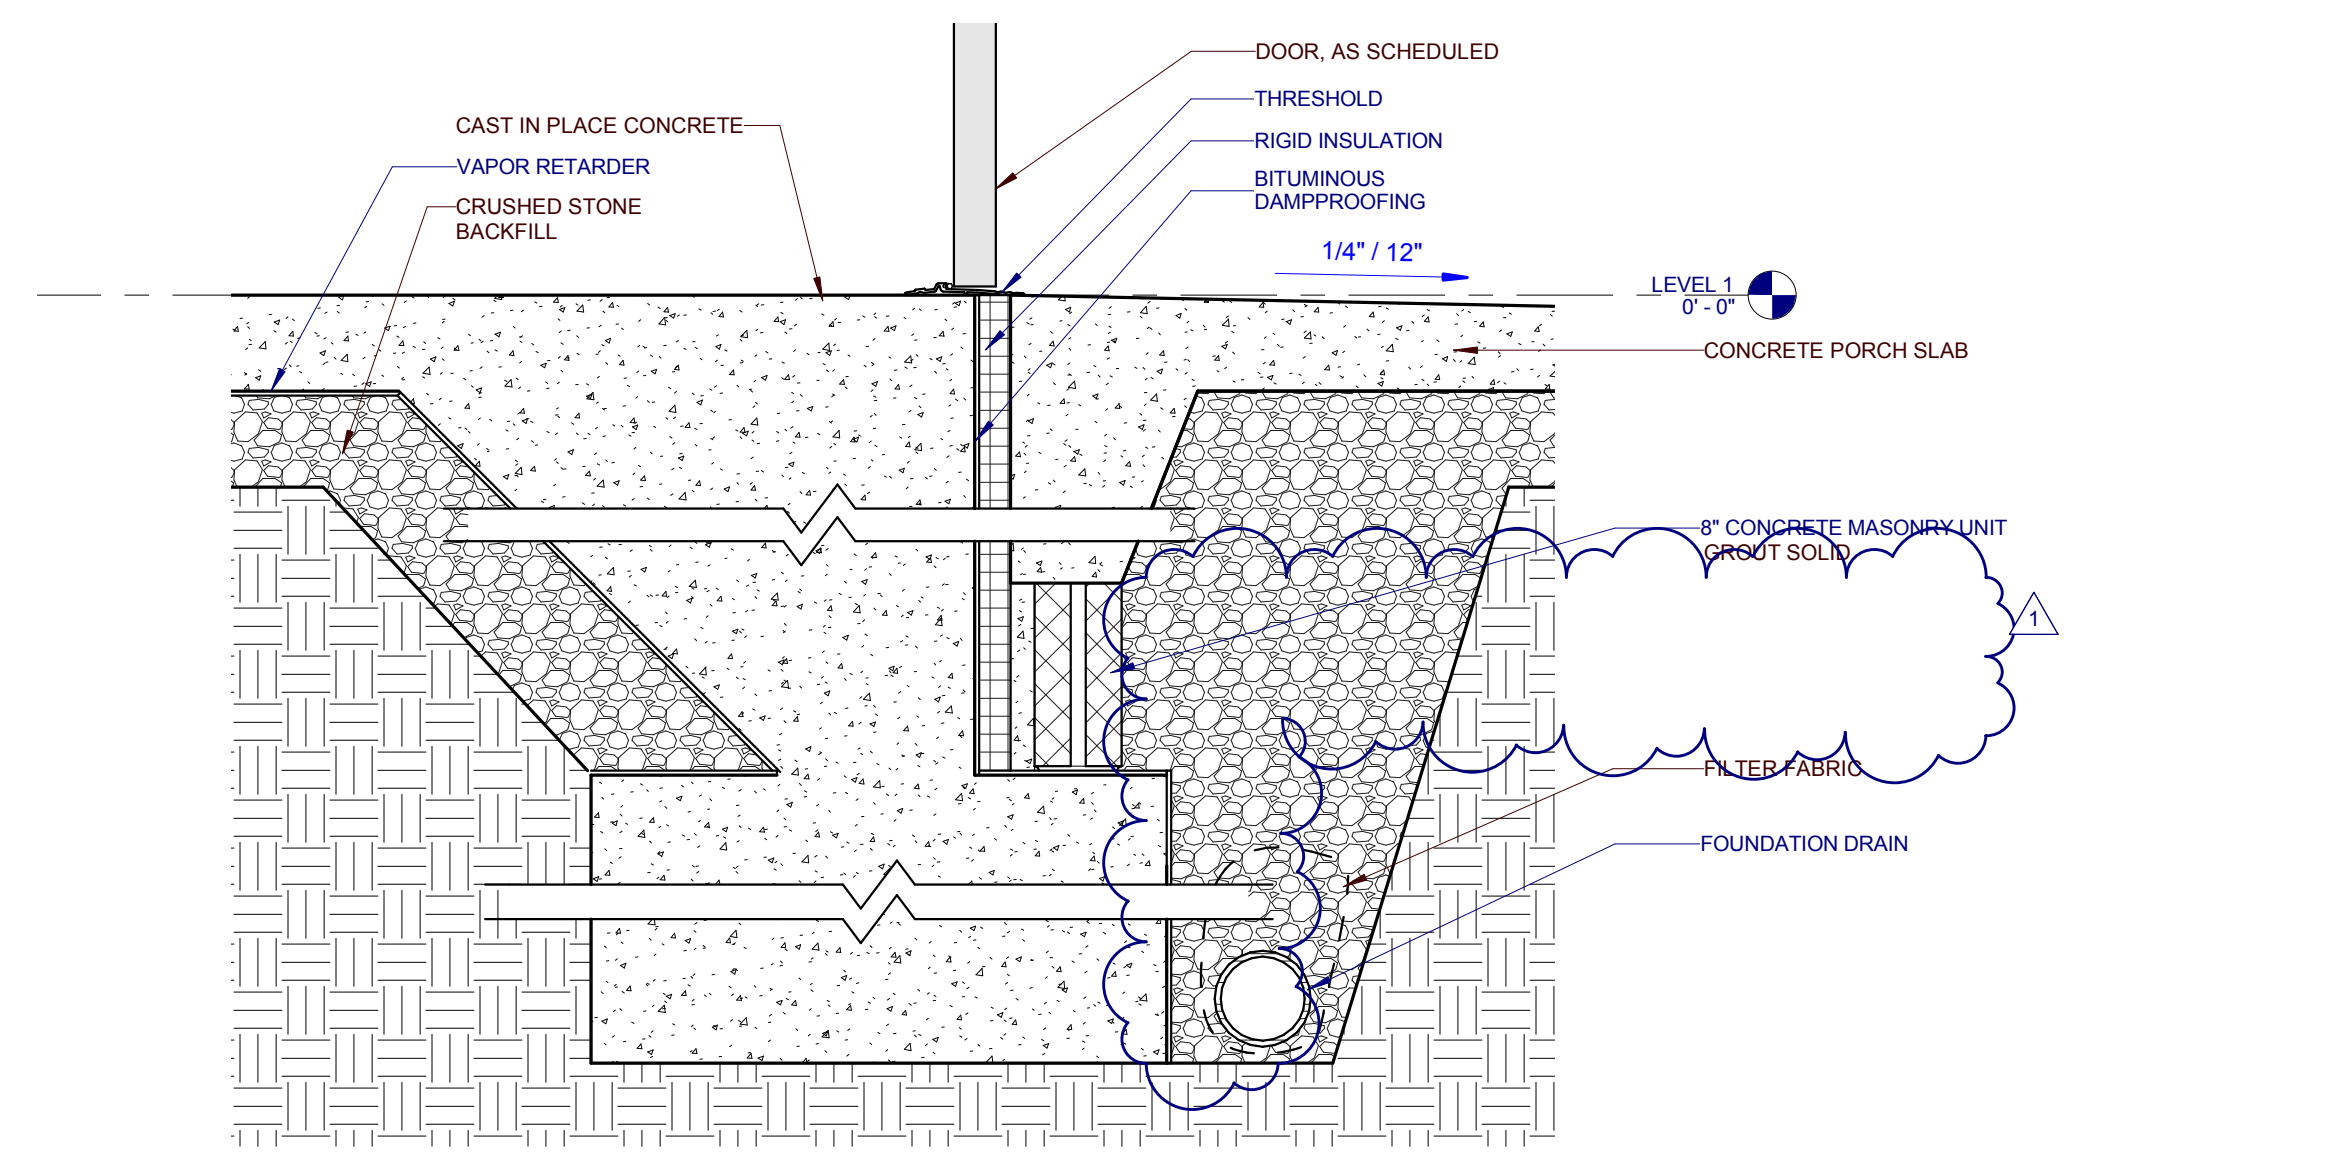 DOOR, AS SCHEDULED
THRESHOLD
CAST IN PLACE CONCRETE
RIGID INSULATION
VAPOR RETARDER
BITUMINOUS
DAMPPROOFING
CRUSHED STONE
BACKFILL
1/4" / 12"
LEVEL 1
0' - 0"
CONCRETE PORCH SLAB
8" CONCRETE MASONRY UNIT
GROUT SOLID
1
FILTER FABRIC
FOUNDATION DRAIN